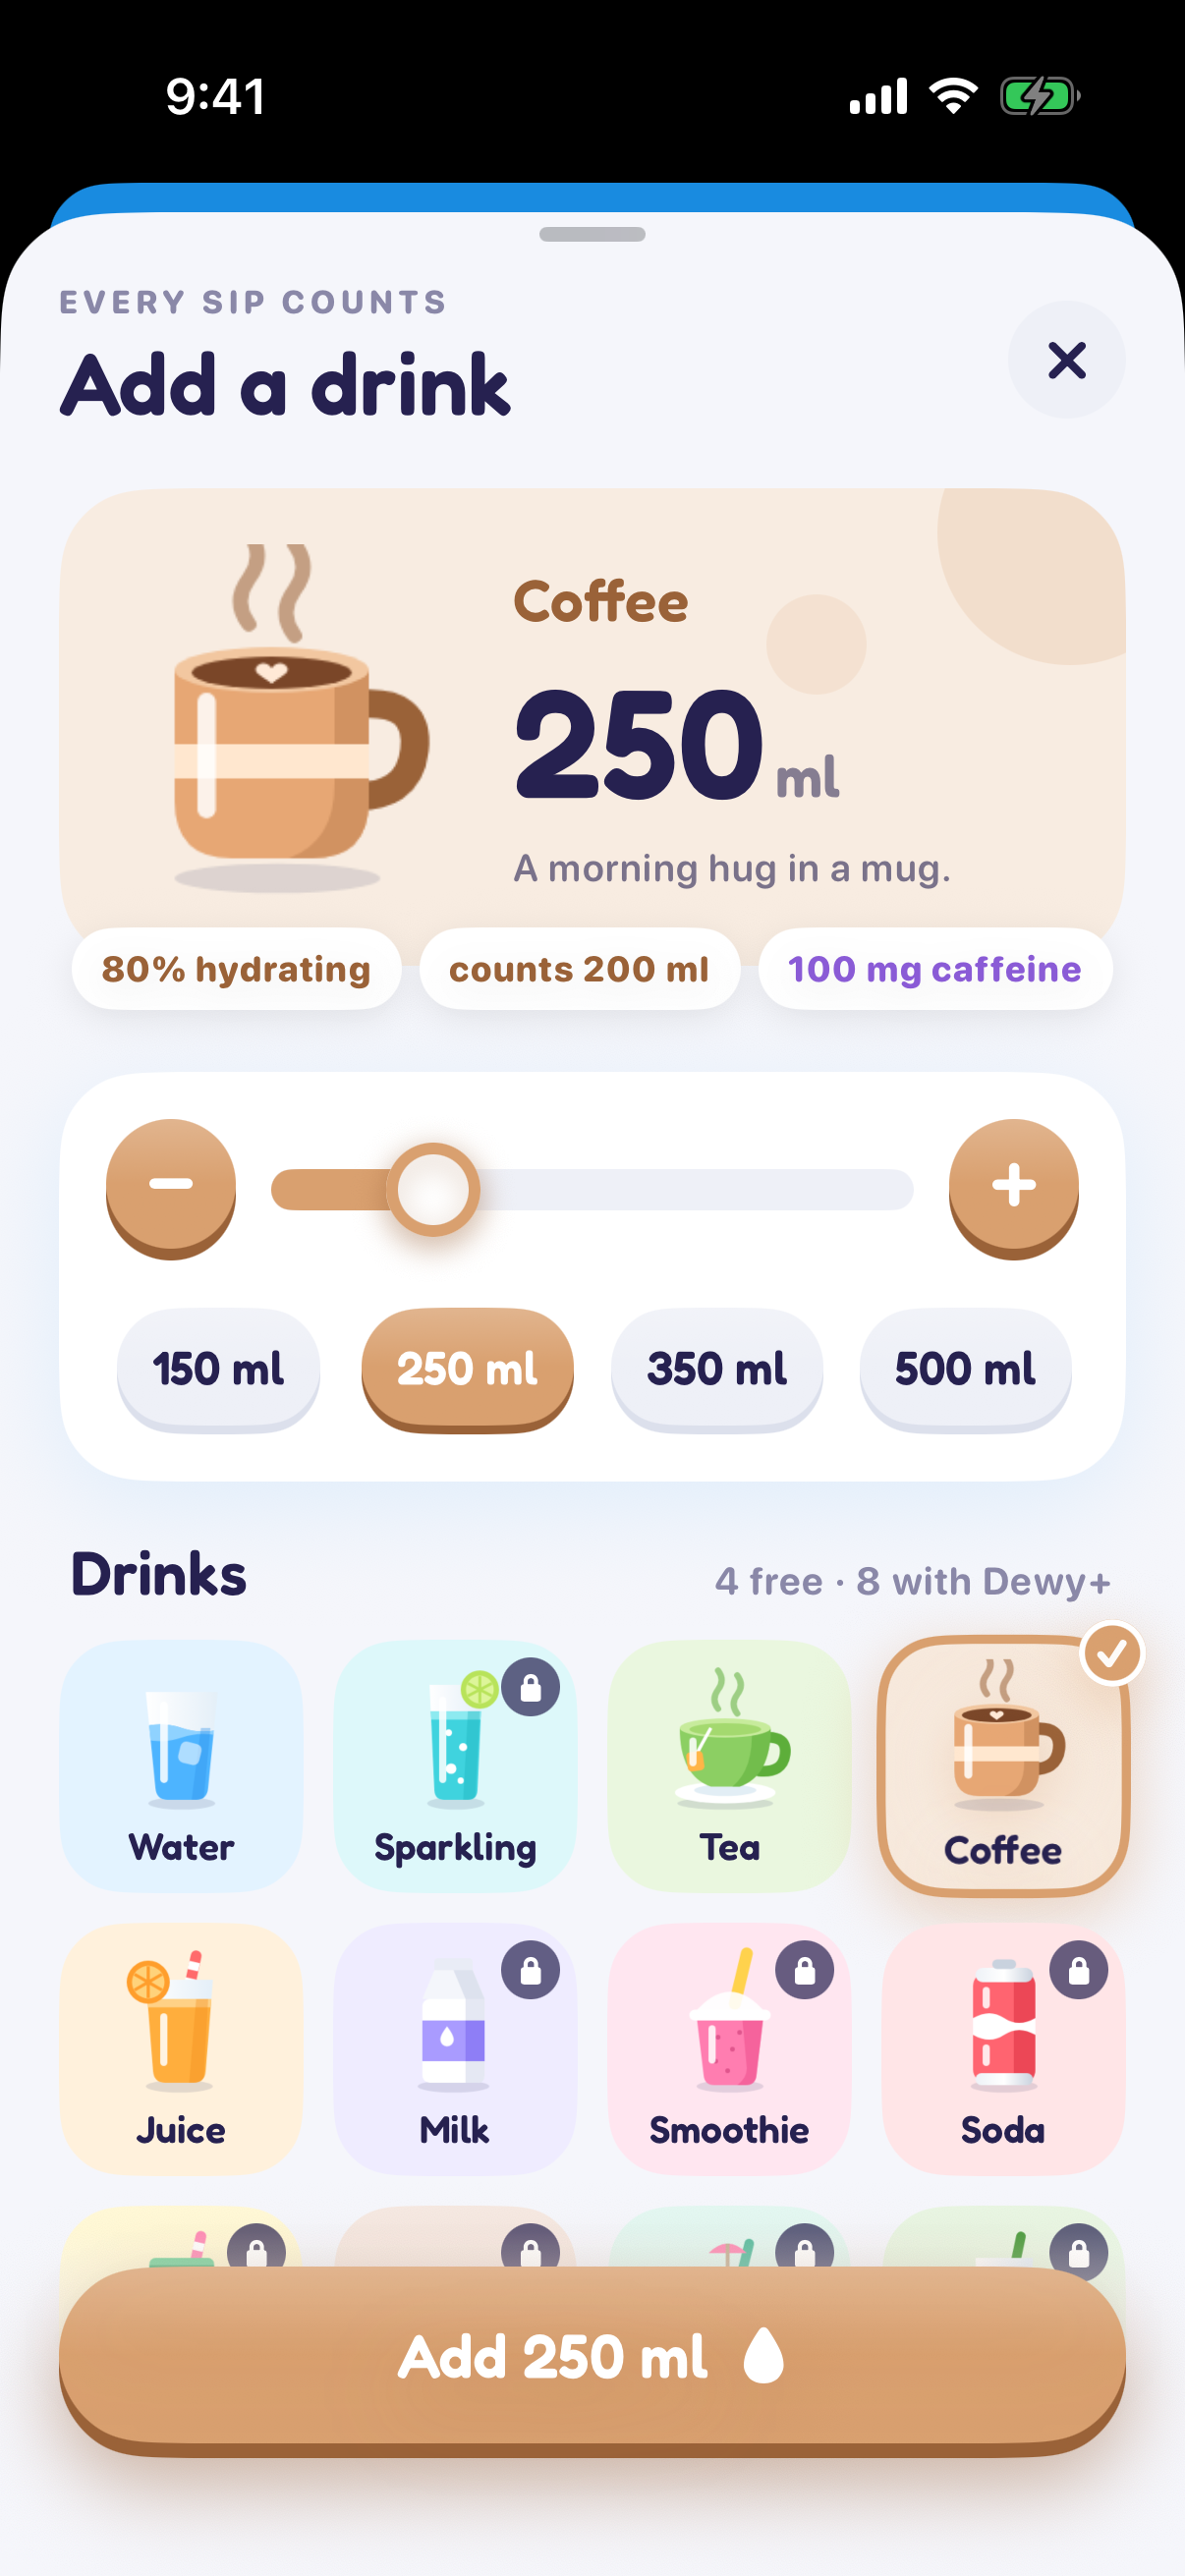 9:41
EVERY SIP COUNTS
Add a drink
Coffee
250 ml
A morning hug in a mug.
80% hydrating
counts 200 ml
100 mg caffeine
150 ml
250 ml
350 ml
500 ml
Drinks
4 free · 8 with Dewy+
Water
Sparkling
Tea
Coffee
Juice
Milk
Smoothie
Soda
Add 250 ml